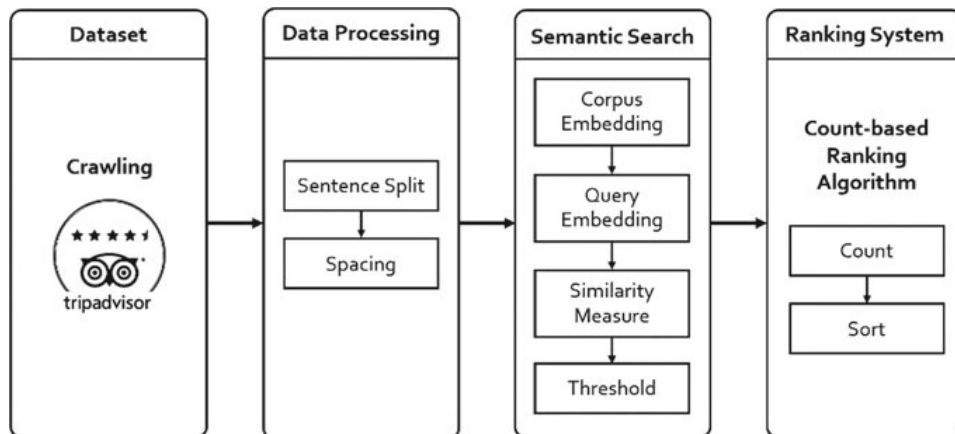 Dataset
Crawling
tripadvisor
Data Processing
Sentence Split
Spacing
Semantic Search
Corpus
Embedding
Query
Embedding
Similarity
Measure
Threshold
Ranking System
Count-based
Ranking
Algorithm
Count
Sort